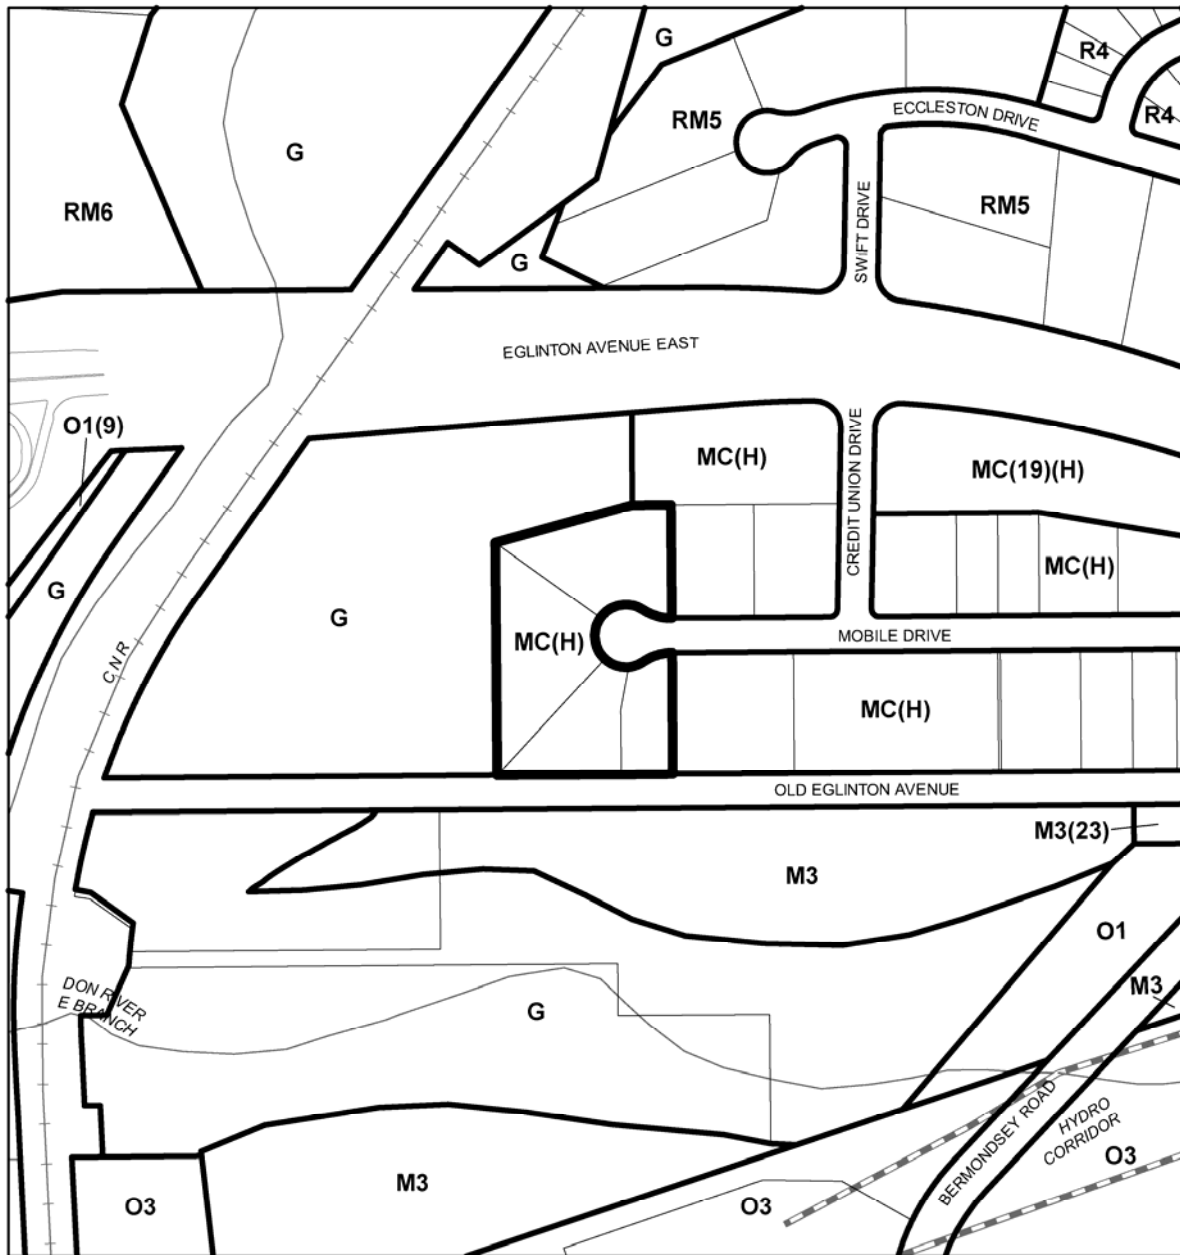 G
R4
ECCLESTON DRIVE
R4
RM5
G
RM6
SWIFT DRIVE
RM5
G
EGLINTON AVENUE EAST
O1(9)
MC(H)
CREDIT UNION DRIVE
MC(19)(H)
MC(H)
G
G
MC(H)
MOBILE DRIVE
CNR
MC(H)
OLD EGLINTON AVENUE
M3(23)
M3
O1
M3
DON RIVER
E BRANCH
G
BERMONDSEY ROAD
HYDRO
CORRIDOR
O3
M3
O3
O3